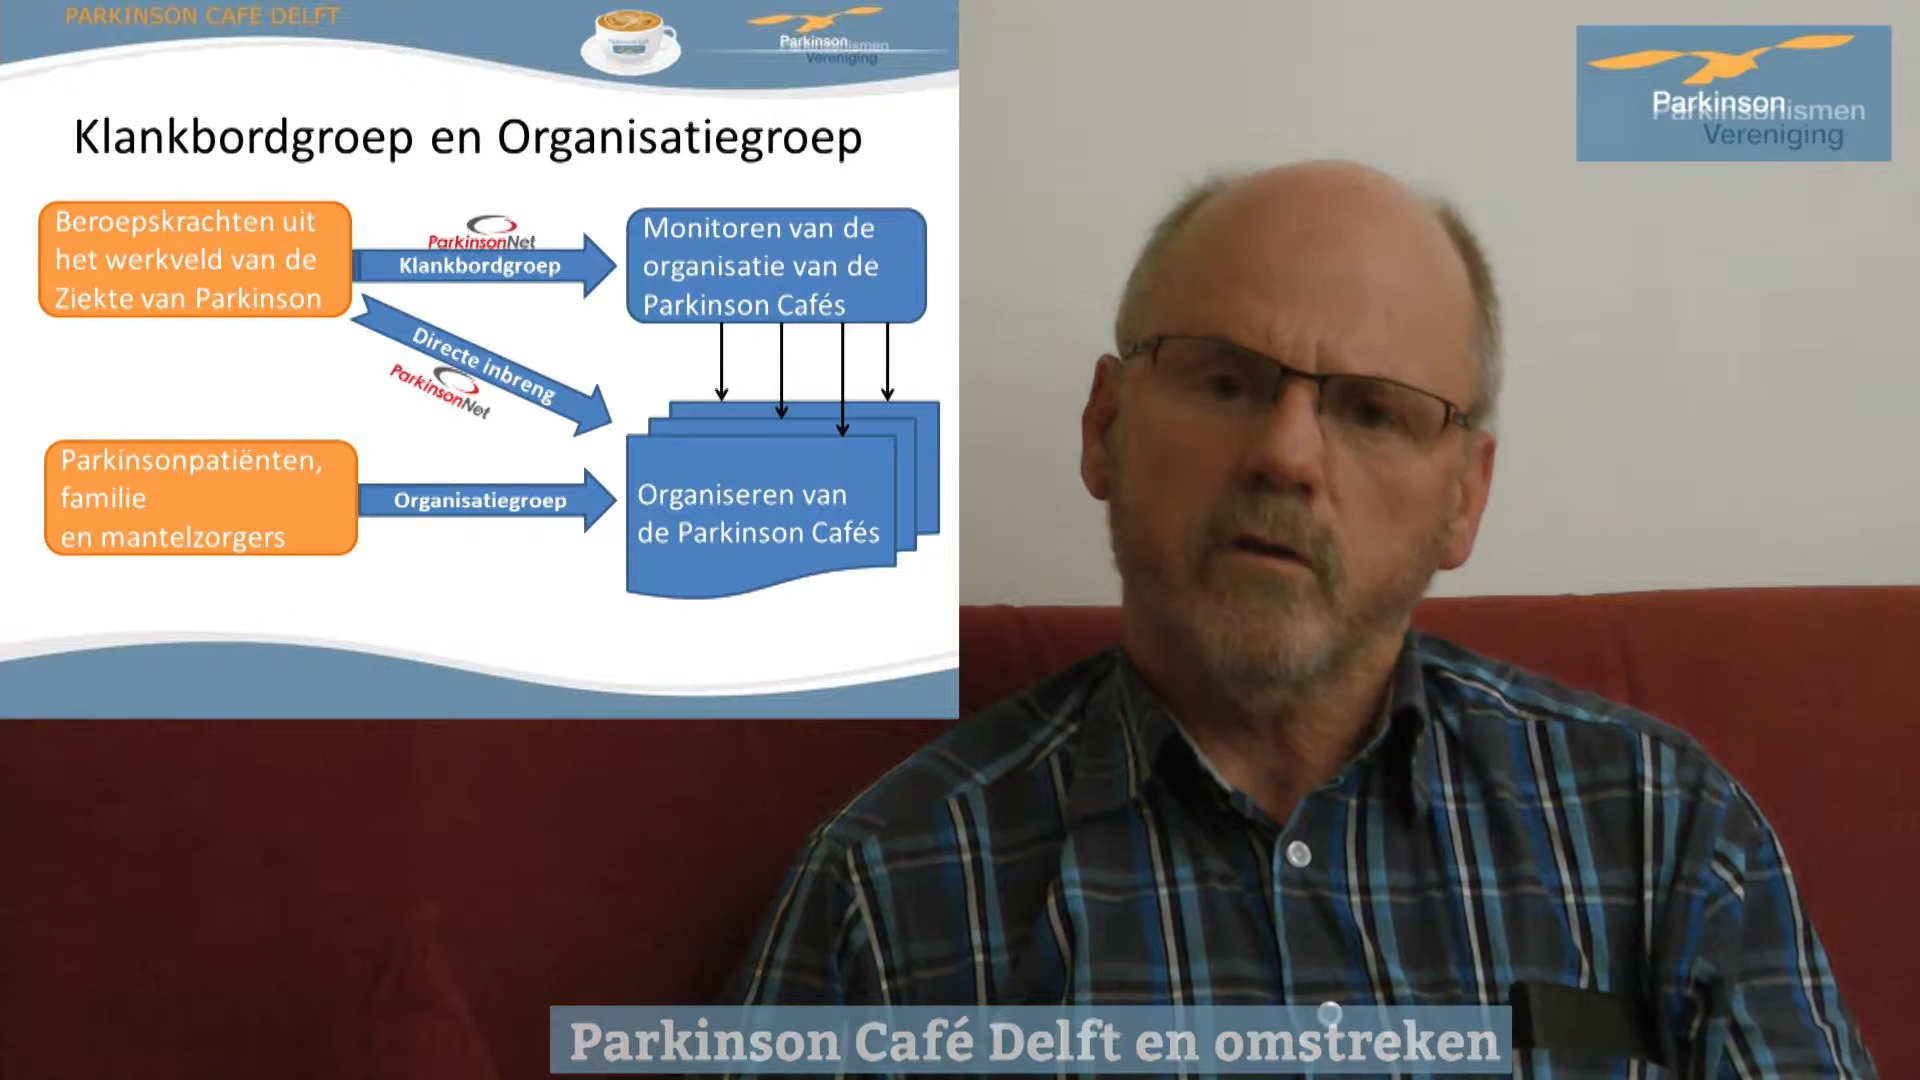 PARKINSON CAFE DELFT
Parkinson
Parkinsonismen
Vereniging
Klankbordgroep en Organisatiegroep
Beroepskrachten uit
het werkveld van de
Ziekte van Parkinson
ParkinsonNet
Klankbordgroep
Monitoren van de
organisatie van de
Parkinson Cafés
Directe inbreng
ParkinsonNet
Parkinsonpatiënten,
familie
en mantelzorgers
Organisatiegroep
Organiseren van
de Parkinson Cafés
Parkinson
Parkinsonismen
Vereniging
Parkinson Café Delft en omstreken